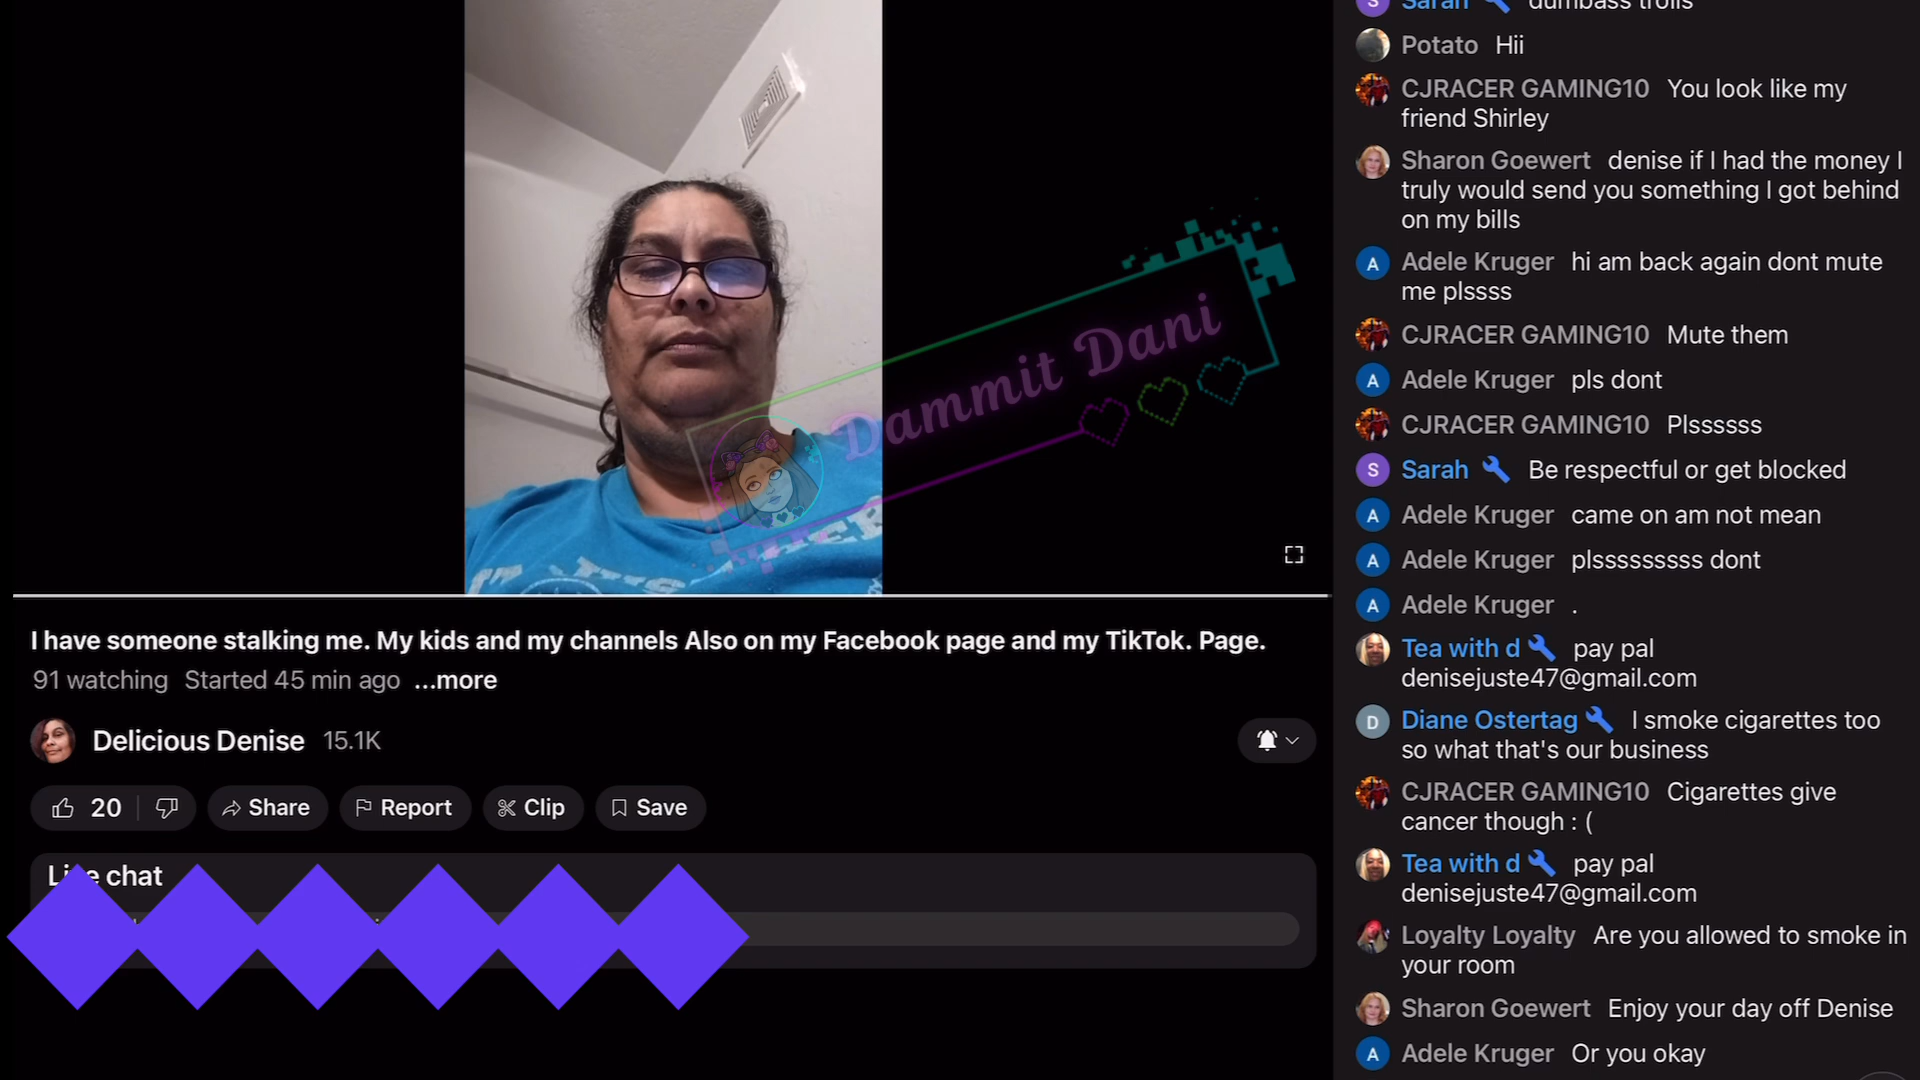 Dammit Dani
I have someone stalking me. My kids and my channels Also on my Facebook page and my TikTok. Page.
91 watching Started 45 min ago ...more
Delicious Denise 15.1K
20 Share Report Clip Save
Live chat
S Sarah dumbass trolls
Potato Hii
CJRACER GAMING10 You look like my
friend Shirley
Sharon Goewert denise if I had the money I
truly would send you something I got behind
on my bills
A Adele Kruger hi am back again dont mute
me plssss
CJRACER GAMING10 Mute them
A Adele Kruger pls dont
CJRACER GAMING10 Plssssss
S Sarah Be respectful or get blocked
A Adele Kruger came on am not mean
A Adele Kruger plsssssssss dont
A Adele Kruger .
Tea with d pay pal
denisejuste47@gmail.com
D Diane Ostertag I smoke cigarettes too
so what that's our business
CJRACER GAMING10 Cigarettes give
cancer though : (
Tea with d pay pal
denisejuste47@gmail.com
Loyalty Loyalty Are you allowed to smoke in
your room
Sharon Goewert Enjoy your day off Denise
A Adele Kruger Or you okay